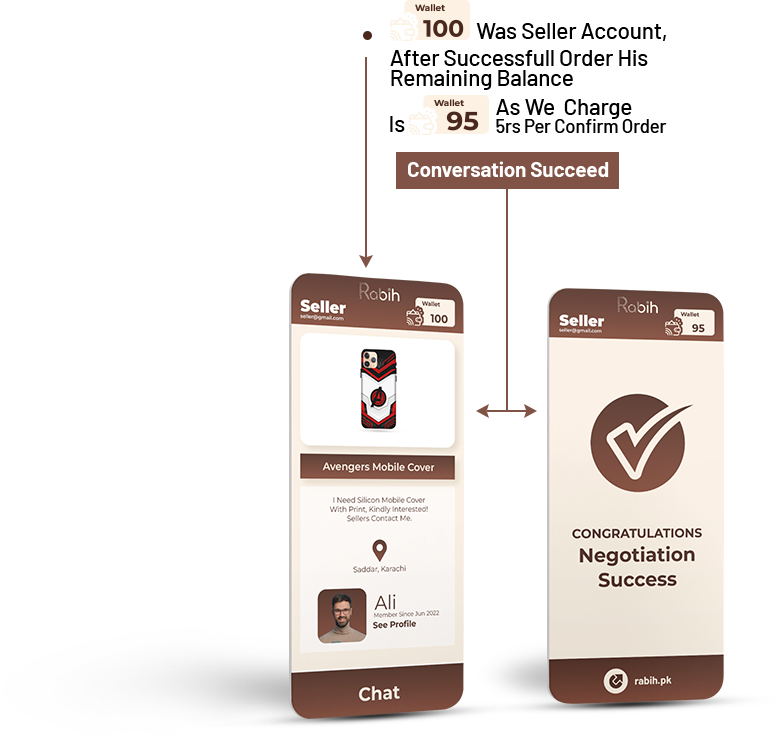 Wallet
100 Was Seller Account,
After Successfull Order His
Remaining Balance
Wallet
Is 95 As We Charge
5rs Per Confirm Order
Conversation Succeed
Rabih
Seller
seller@gmail.com
Wallet
100
Avengers Mobile Cover
I Need Silicon Mobile Cover
With Print, Kindly Interested!
Sellers Contact Me.
Saddar, Karachi
Ali
Member Since Jun 2022
See Profile
Chat
Rabih
Seller
seller@gmail.com
Wallet
95
CONGRATULATIONS
Negotiation
Success
rabih.pk